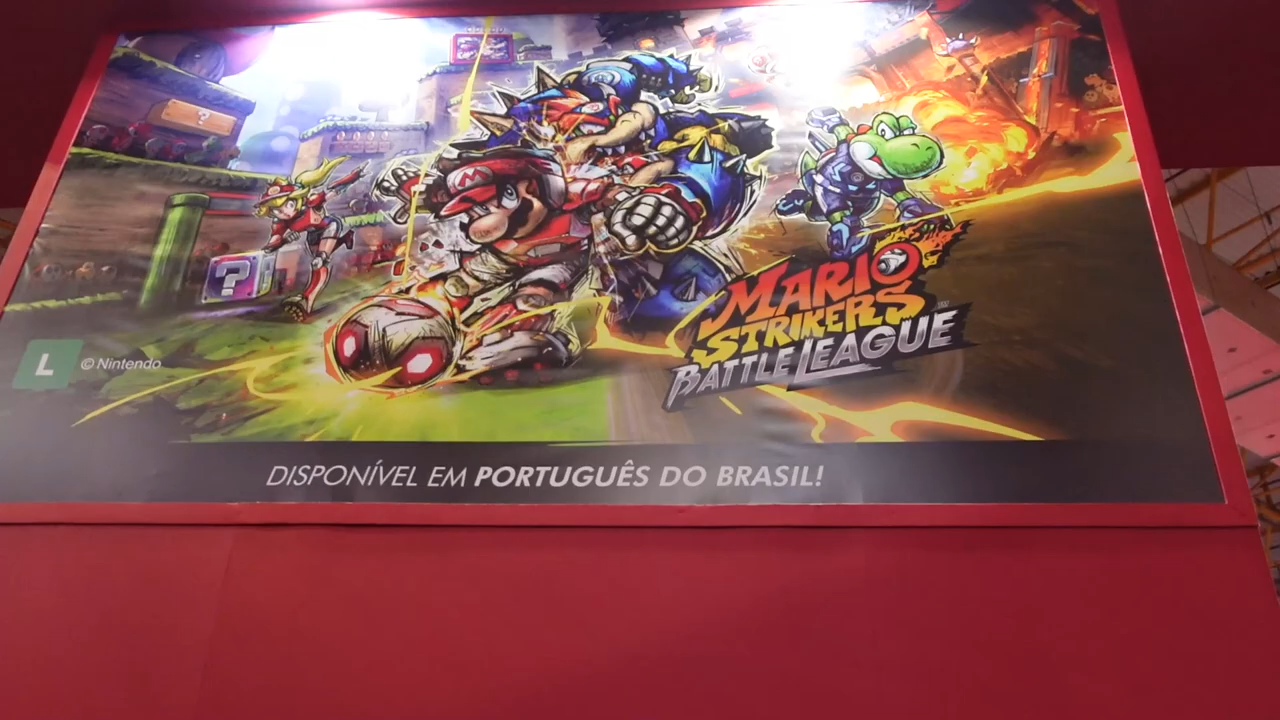 ?
M
?
MARIO
STRIKERS
BATTLE LEAGUE
L
© Nintendo
DISPONÍVEL EM PORTUGUÊS DO BRASIL!